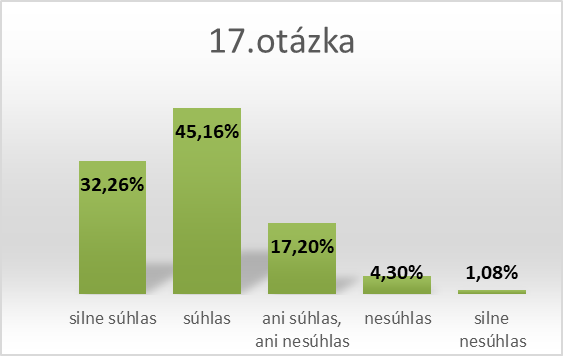 17.otázka
45,16%
32,26%
17,20%
4,30%
1,08%
silne súhlas
súhlas
ani súhlas,
ani nesúhlas
nesúhlas
silne
nesúhlas